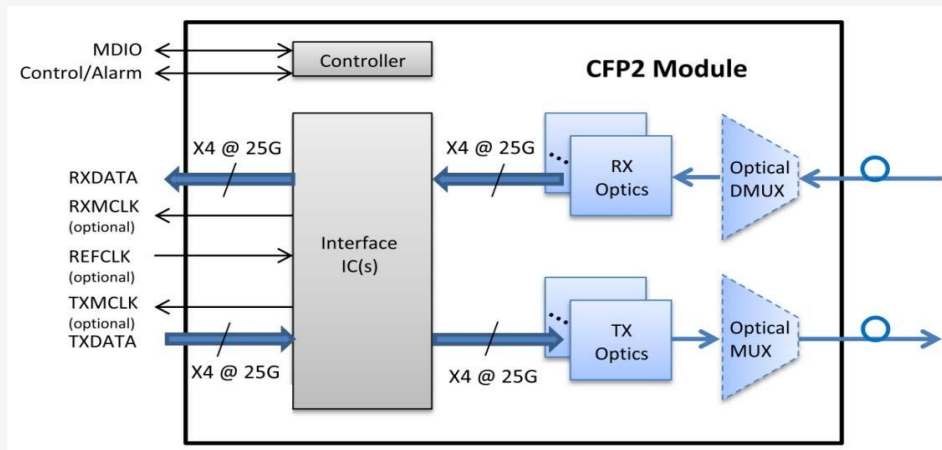 MDIO
Control/Alarm
Controller
CFP2 Module
X4 @ 25G
X4 @ 25G
RXDATA
RXMCLK
(optional)
REFCLK
(optional)
TXMCLK
(optional)
TXDATA
X4 @ 25G
Interface
IC(s)
X4 @ 25G
RX
Optics
Optical
DMUX
TX
Optics
Optical
MUX